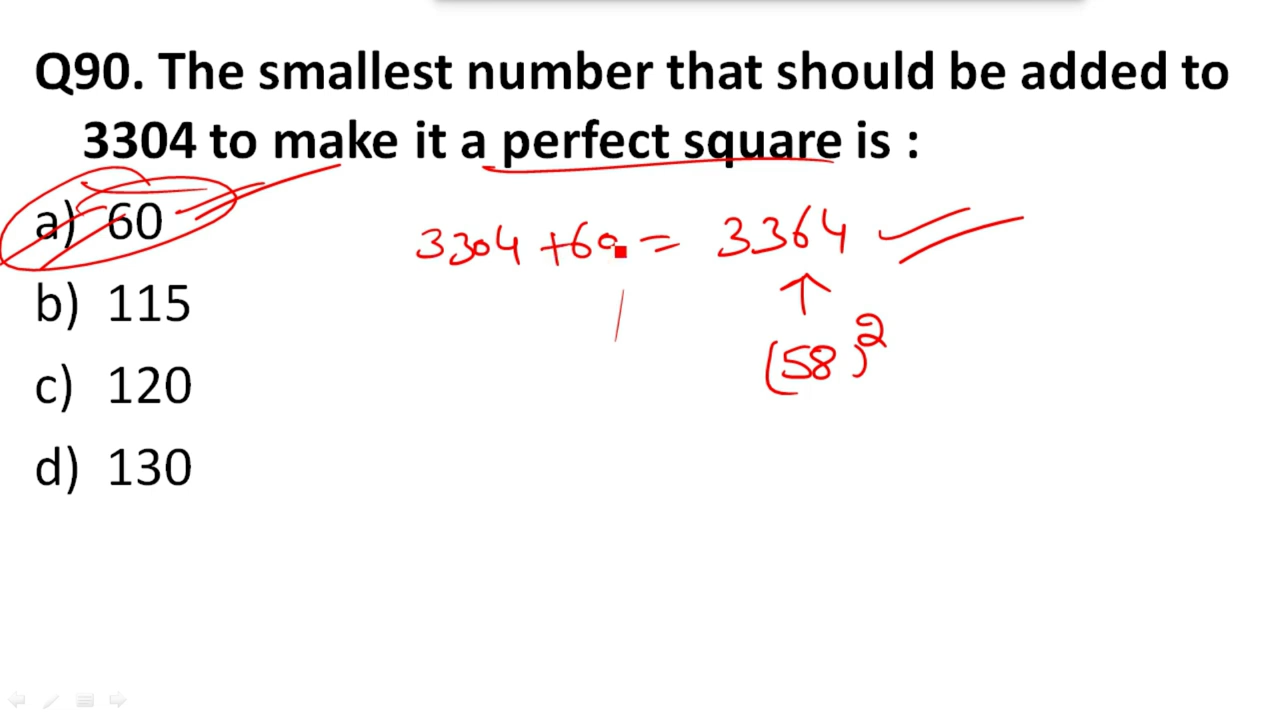 Q90. The smallest number that should be added to
3304 to make it a perfect square is :
a) 60
3304 +60 = 3364
(58)²
b) 115
c) 120
d) 130